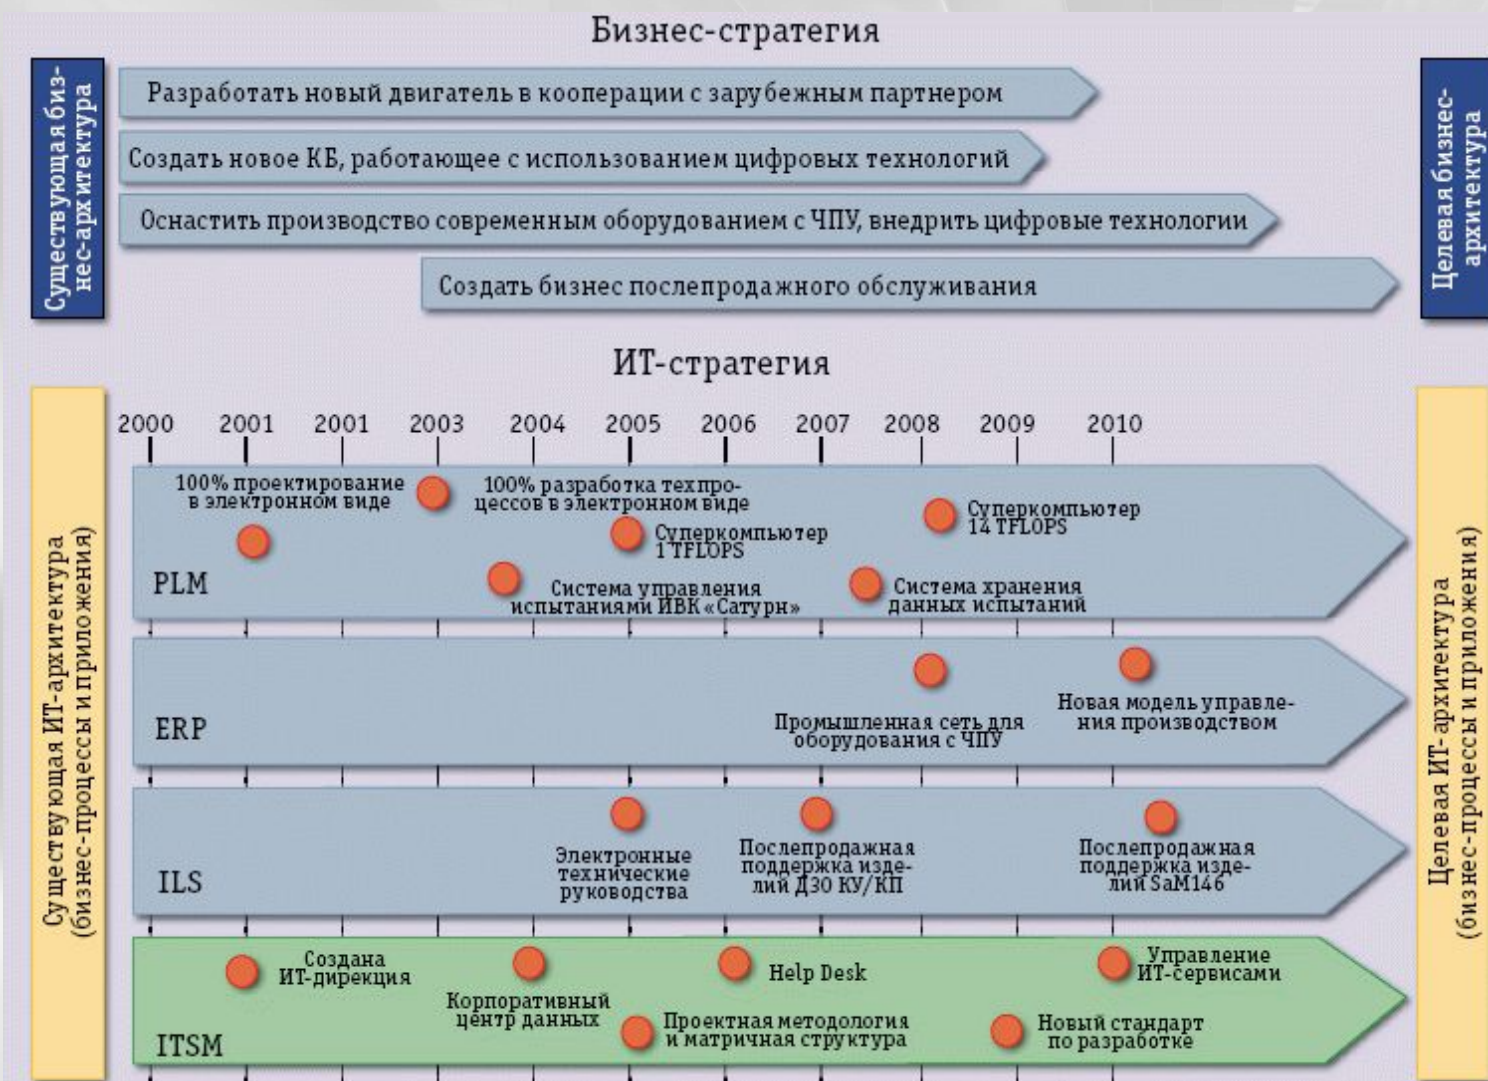 Бизнес-стратегия
Существующая биз-
нес-архитектура
Разработать новый двигатель в кооперации с зарубежным партнером
Создать новое КБ, работающее с использованием цифровых технологий
Оснастить производство современным оборудованием с ЧПУ, внедрить цифровые технологии
Создать бизнес послепродажного обслуживания
Целевая бизнес-
архитектура
ИТ-стратегия
Существующая ИТ-архитектура
(бизнес-процессы и приложения)
2000 2001 2001 2003 2004 2005 2006 2007 2008 2009 2010
100% проектирование
в электронном виде
100% разработка техпро-
цессов в электронном виде
Суперкомпьютер
1 TFLOPS
Суперкомпьютер
14 TFLOPS
PLM
Система управления
испытаниями ИВК «Сатурн»
Система хранения
данных испытаний
ERP
Промышленная сеть для
оборудования с ЧПУ
Новая модель управле-
ния производством
ILS
Электронные
технические
руководства
Послепродажная
поддержка изде-
лий Д30 КУ/КП
Послепродажная
поддержка изде-
лий SaM146
Создана
ИТ-дирекция
Корпоративный
центр данных
Help Desk
Проектная методология
и матричная структура
Управление
ИТ-сервисами
Новый стандарт
по разработке
ITSM
Целевая ИТ-архитектура
(бизнес-процессы и приложения)